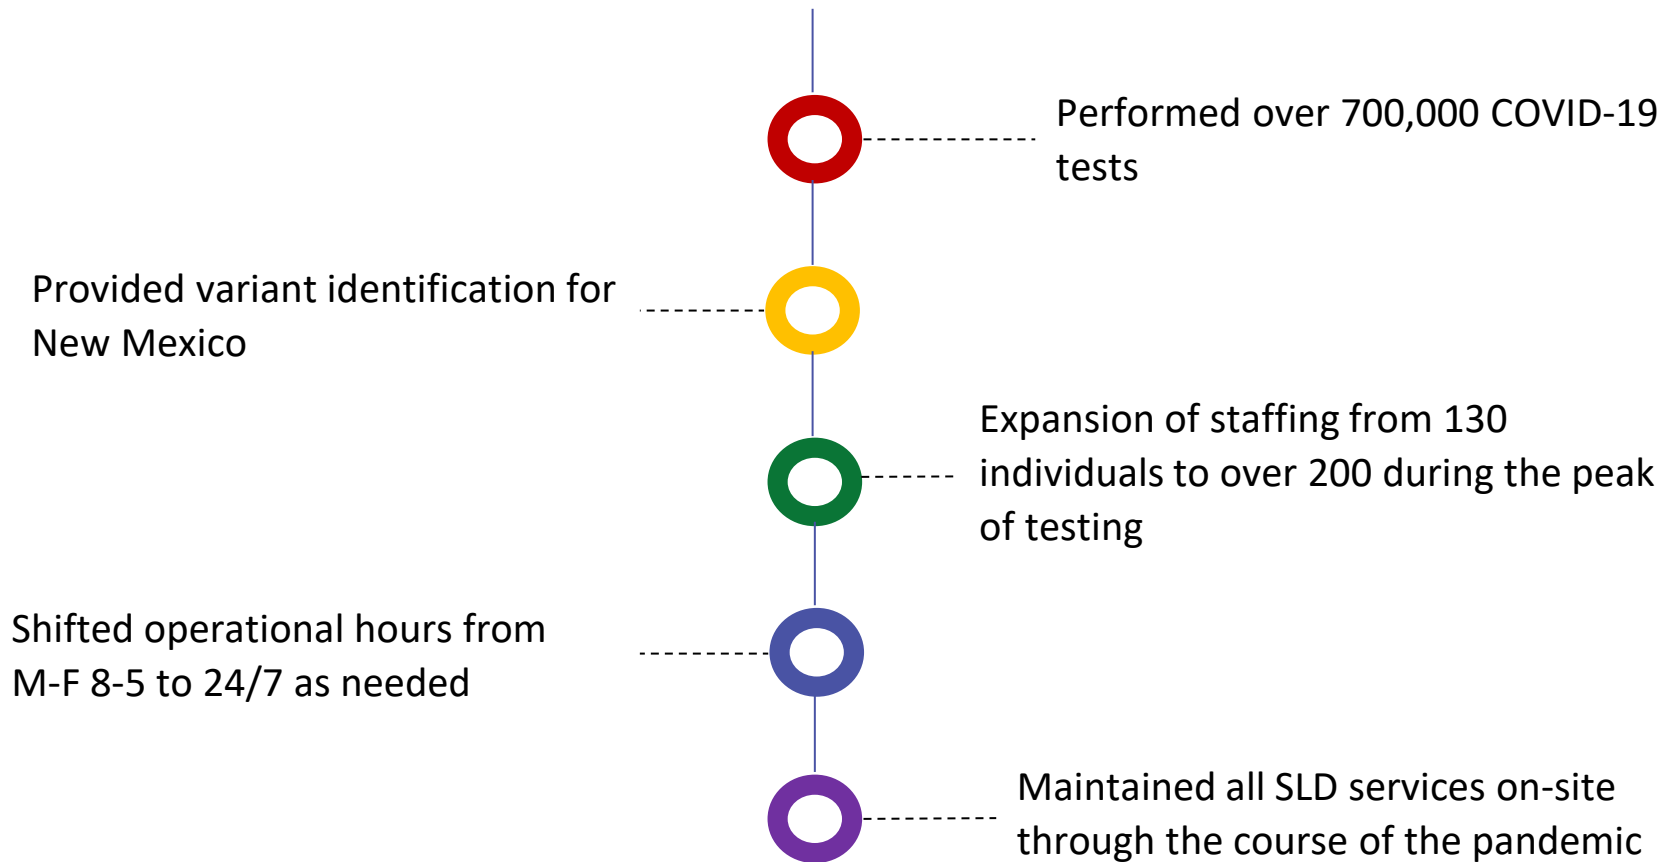 Performed over 700,000 COVID-19
tests
Provided variant identification for
New Mexico
Expansion of staffing from 130
individuals to over 200 during the peak
of testing
Shifted operational hours from
M-F 8-5 to 24/7 as needed
Maintained all SLD services on-site
through the course of the pandemic